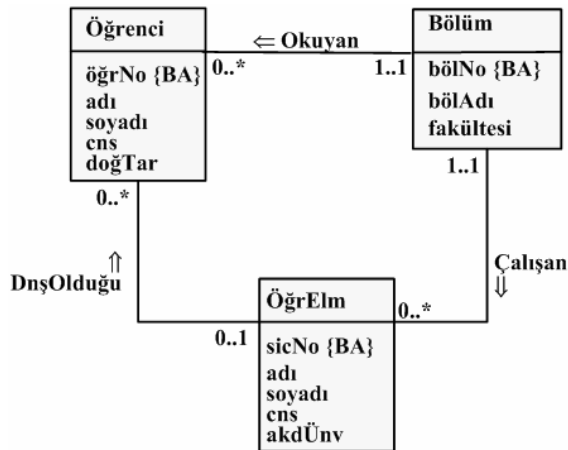 Öğrenci
öğrNo {BA}
adı
soyadı
cns
doğTar
⇐ Okuyan
0..*
1..1
Bölüm
bölNo {BA}
bölAdı
fakültesi
1..1
0..*
⇑
DnşOlduğu
Çalışan
⇓
0..1
0..*
ÖğrElm
sicNo {BA}
adı
soyadı
cns
akdÜnv